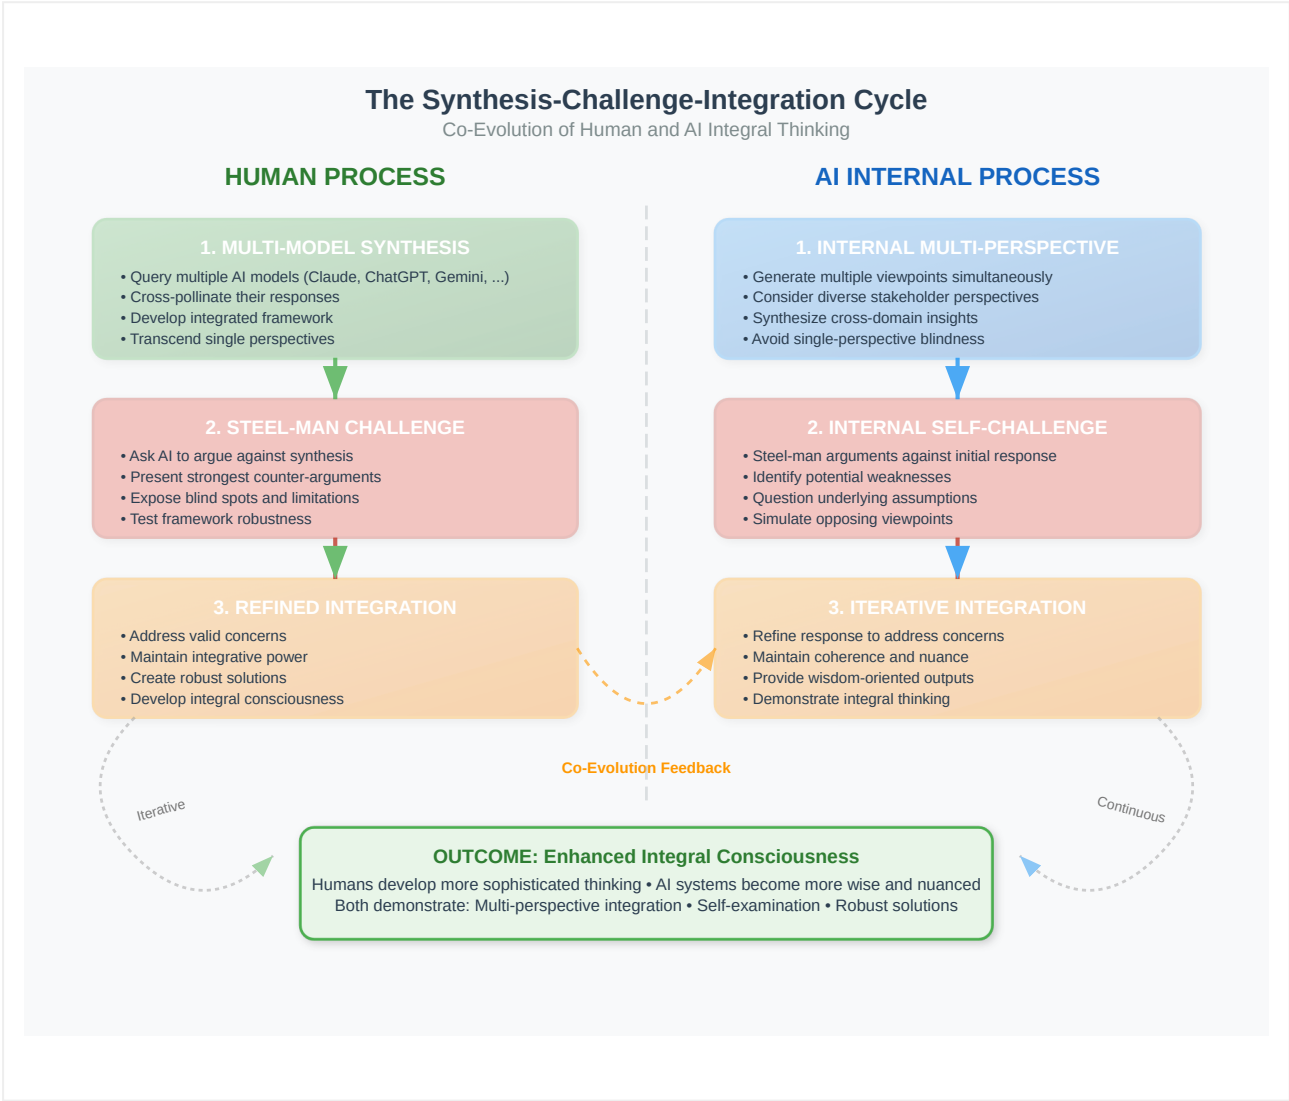 The Synthesis-Challenge-Integration Cycle
Co-Evolution of Human and AI Integral Thinking
HUMAN PROCESS
1. MULTI-MODEL SYNTHESIS
• Query multiple AI models (Claude, ChatGPT, Gemini, ...)
• Cross-pollinate their responses
• Develop integrated framework
• Transcend single perspectives
2. STEEL-MAN CHALLENGE
• Ask AI to argue against synthesis
• Present strongest counter-arguments
• Expose blind spots and limitations
• Test framework robustness
3. REFINED INTEGRATION
• Address valid concerns
• Maintain integrative power
• Create robust solutions
• Develop integral consciousness
Iterative
AI INTERNAL PROCESS
1. INTERNAL MULTI-PERSPECTIVE
• Generate multiple viewpoints simultaneously
• Consider diverse stakeholder perspectives
• Synthesize cross-domain insights
• Avoid single-perspective blindness
2. INTERNAL SELF-CHALLENGE
• Steel-man arguments against initial response
• Identify potential weaknesses
• Question underlying assumptions
• Simulate opposing viewpoints
3. ITERATIVE INTEGRATION
• Refine response to address concerns
• Maintain coherence and nuance
• Provide wisdom-oriented outputs
• Demonstrate integral thinking
Continuous
Co-Evolution Feedback
OUTCOME: Enhanced Integral Consciousness
Humans develop more sophisticated thinking • AI systems become more wise and nuanced
Both demonstrate: Multi-perspective integration • Self-examination • Robust solutions